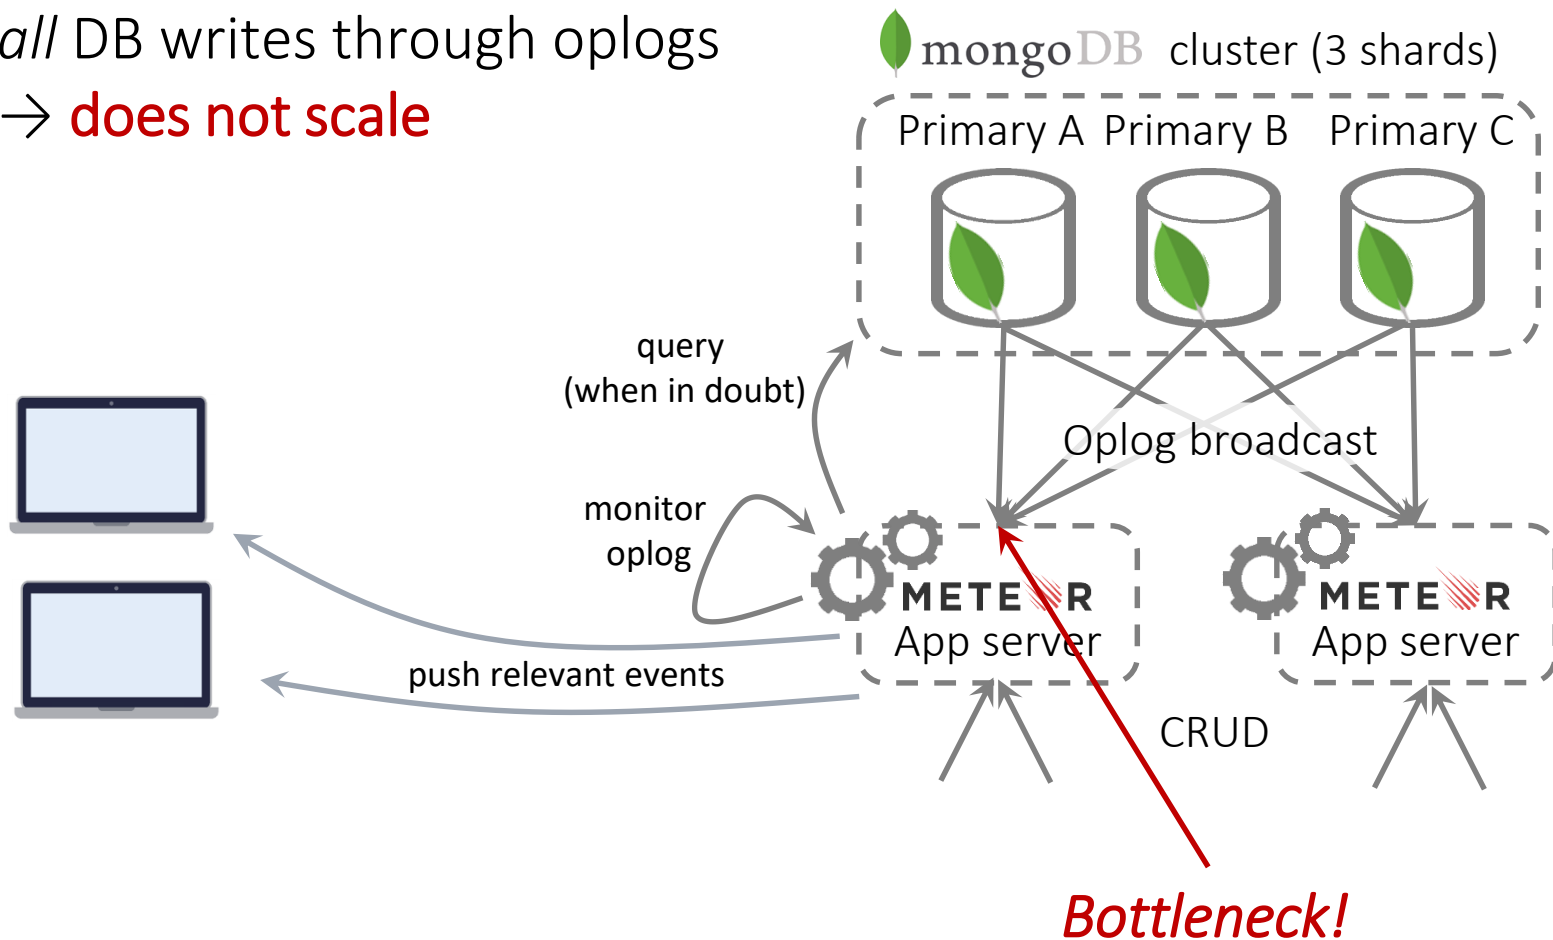 all DB writes through oplogs
→ does not scale
mongoDB cluster (3 shards)
Primary A Primary B Primary C
query
(when in doubt)
Oplog broadcast
monitor
oplog
METEOR
App server
METEOR
App server
push relevant events
CRUD
Bottleneck!